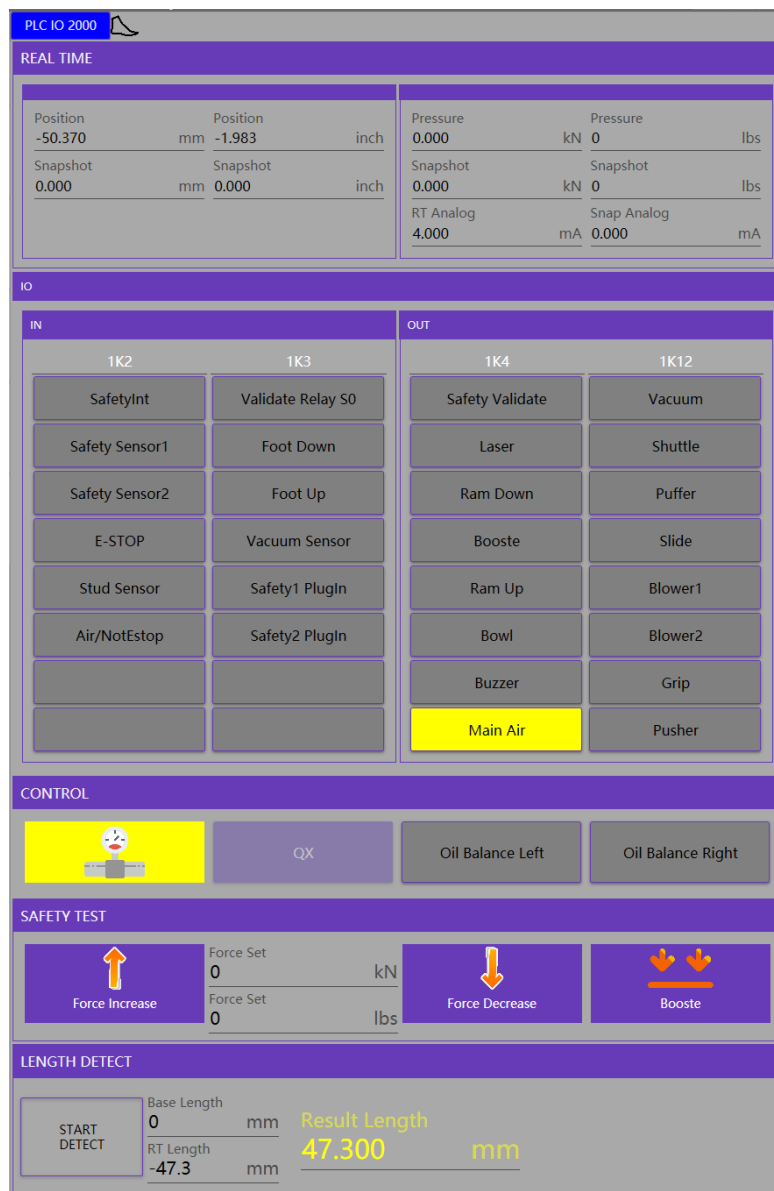 PLC IO 2000
REAL TIME
Position Position Pressure Pressure
-50.370 mm -1.983 inch 0.000 kN 0 lbs
Snapshot Snapshot Snapshot Snapshot
0.000 mm 0.000 inch 0.000 kN 0 lbs
RT Analog Snap Analog
4.000 mA 0.000 mA
IO
IN OUT
1K2 1K3 1K4 1K12
SafetyInt Validate Relay S0 Safety Validate Vacuum
Safety Sensor1 Foot Down Laser Shuttle
Safety Sensor2 Foot Up Ram Down Puffer
E-STOP Vacuum Sensor Booste Slide
Stud Sensor Safety1 PlugIn Ram Up Blower1
Air/NotEstop Safety2 PlugIn Bowl Blower2
Buzzer Grip
Main Air Pusher
CONTROL
QX Oil Balance Left Oil Balance Right
SAFETY TEST
Force Increase
Force Set
0 kN
Force Set
0 lbs
Force Decrease
Booste
LENGTH DETECT
START
DETECT
Base Length
0 mm
RT Length
-47.3 mm
Result Length
47.300 mm